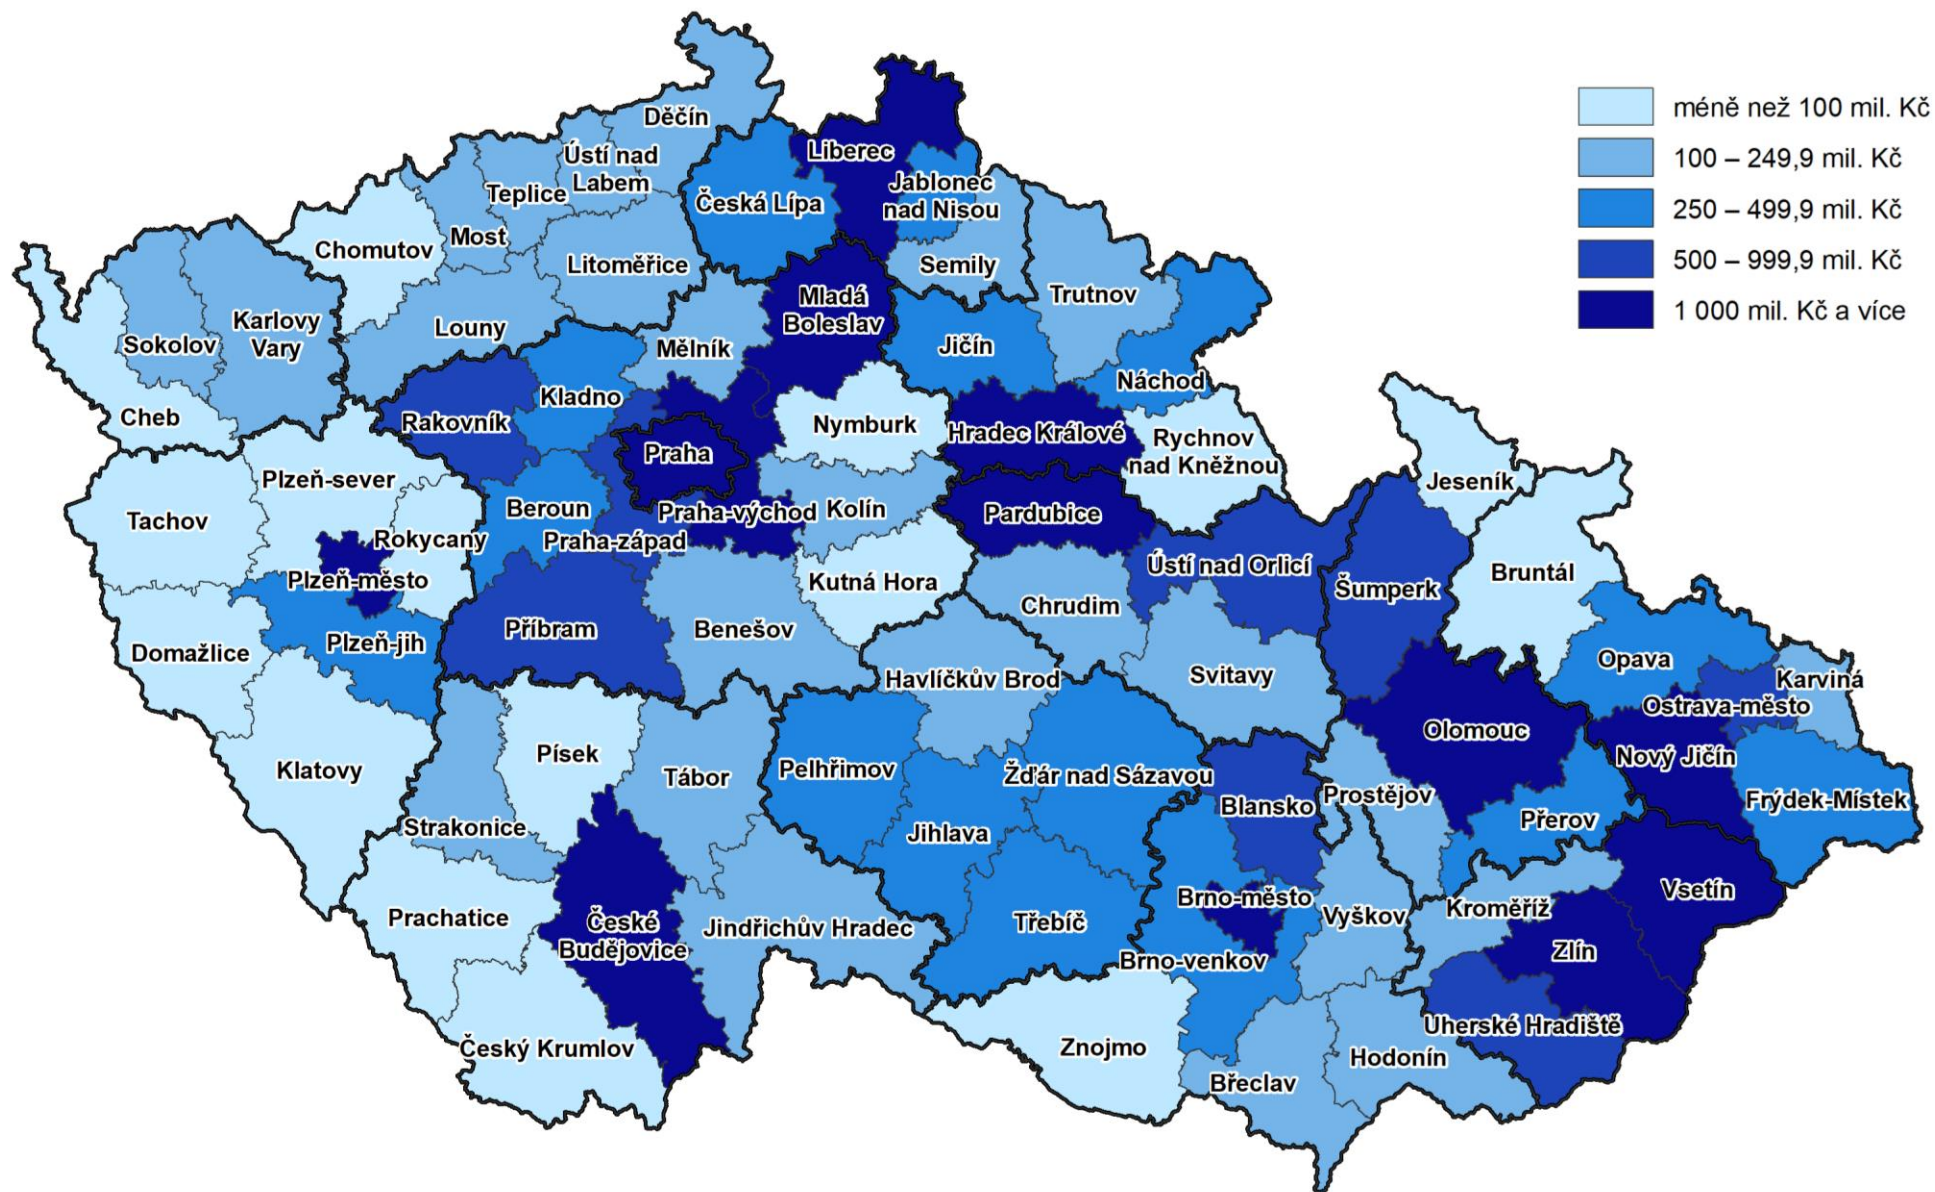 méně než 100 mil. Kč
100 – 249,9 mil. Kč
250 – 499,9 mil. Kč
500 – 999,9 mil. Kč
1 000 mil. Kč a více
Děčín
Ústí nad
Labem
Teplice
Liberec
Jablonec
nad Nisou
Česká Lípa
Chomutov
Most
Litoměřice
Semily
Trutnov
Mladá
Boleslav
Karlovy
Vary
Sokolov
Louny
Mělník
Jičín
Náchod
Cheb
Kladno
Rakovník
Nymburk
Hradec Králové
Rychnov
nad Kněžnou
Praha
Plzeň-sever
Jeseník
Tachov
Beroun
Praha-východ
Kolín
Pardubice
Rokycany
Praha-západ
Ústí nad Orlicí
Bruntál
Plzeň-město
Kutná Hora
Šumperk
Chrudim
Příbram
Benešov
Domažlice
Plzeň-jih
Opava
Havlíčkův Brod
Svitavy
Karviná
Ostrava-město
Olomouc
Písek
Klatovy
Tábor
Pelhřimov
Žďár nad Sázavou
Nový Jičín
Blansko
Prostějov
Frýdek-Místek
Strakonice
Jihlava
Přerov
Vsetín
Brno-město
Prachatice
České
Budějovice
Jindřichův Hradec
Třebíč
Vyškov
Kroměříž
Zlín
Brno-venkov
Uherské Hradiště
Český Krumlov
Znojmo
Hodonín
Břeclav